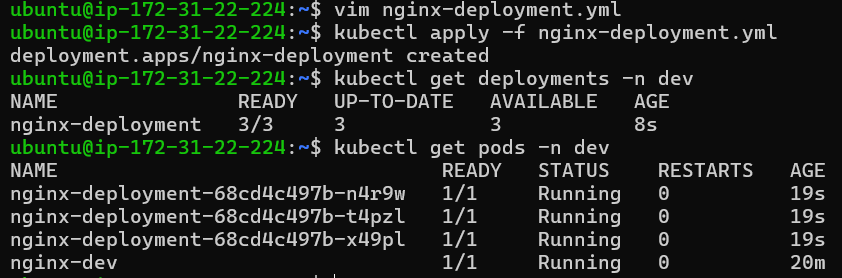 ubuntu@ip-172-31-22-224:~$ vim nginx-deployment.yml
ubuntu@ip-172-31-22-224:~$ kubectl apply -f nginx-deployment.yml
deployment.apps/nginx-deployment created
ubuntu@ip-172-31-22-224:~$ kubectl get deployments -n dev
NAME READY UP-TO-DATE AVAILABLE AGE
nginx-deployment 3/3 3 3 8s
ubuntu@ip-172-31-22-224:~$ kubectl get pods -n dev
NAME READY STATUS RESTARTS AGE
nginx-deployment-68cd4c497b-n4r9w 1/1 Running 0 19s
nginx-deployment-68cd4c497b-t4pzl 1/1 Running 0 19s
nginx-deployment-68cd4c497b-x49pl 1/1 Running 0 19s
nginx-dev 1/1 Running 0 20m